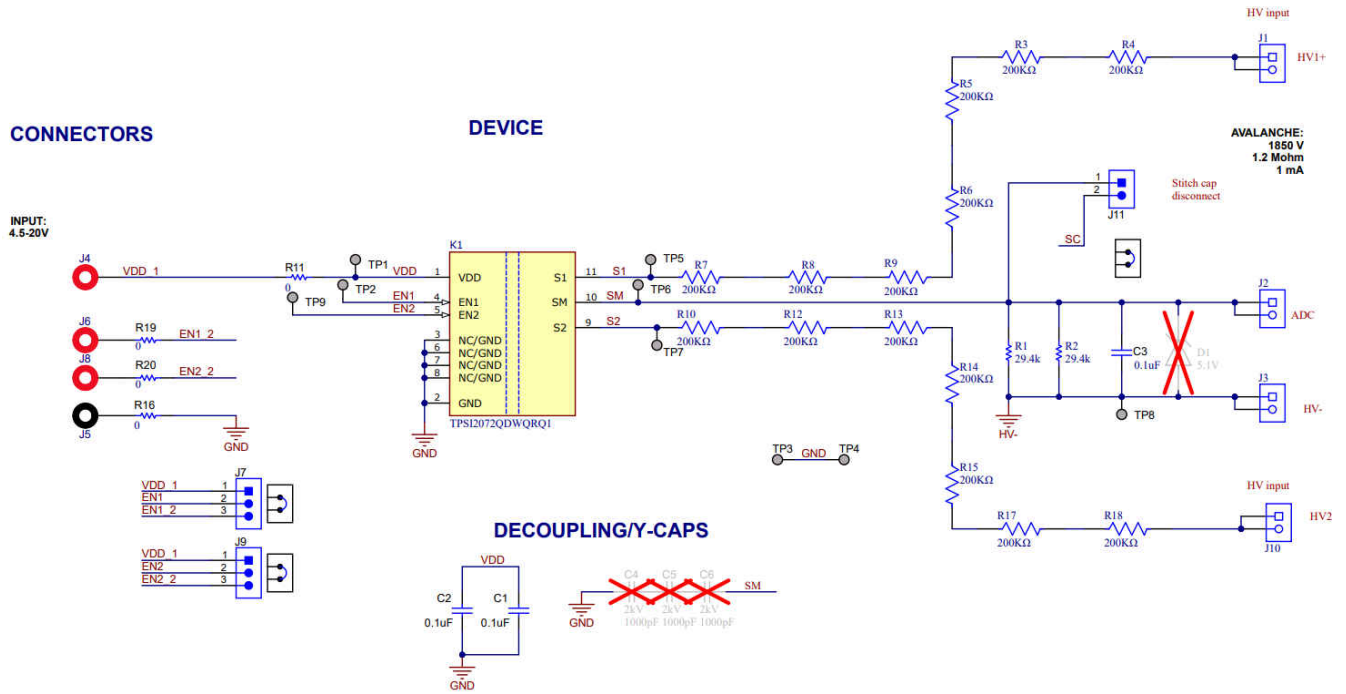 HV input
J1
HV1+
R3
200KΩ
R4
200KΩ
R5
200KΩ
CONNECTORS
DEVICE
AVALANCHE:
1850 V
1.2 Mohm
1 mA
R6
200KΩ
1
2
J11
Stitch cap
disconnect
SC
INPUT:
4.5-20V
J4
VDD_1
R11
0
TP1
VDD
TP2
TP9
EN1
EN2
K1
1
4
5
3
6
7
8
2
VDD
EN1
EN2
NC/GND
NC/GND
NC/GND
NC/GND
GND
S1
SM
S2
TPSI2072QDWQRQ1
GND
11
10
9
S1
SM
S2
TP5
TP6
TP7
R7
200KΩ
R8
200KΩ
R9
200KΩ
R10
200KΩ
R12
200KΩ
R13
200KΩ
J2
ADC
R1
29.4k
R2
29.4k
C3
0.1uF
D1
5.1V
J3
HV-
TP8
HV-
R14
200KΩ
J6
R19
0
EN1_2
J8
R20
0
EN2_2
J5
R16
0
GND
TP3
GND
TP4
R15
200KΩ
R17
200KΩ
R18
200KΩ
HV input
HV2
J10
J7
VDD_1
1
EN1
2
EN1_2
3
J9
VDD_1
1
EN2
2
EN2_2
3
DECOUPLING/Y-CAPS
VDD
C2
0.1uF
C1
0.1uF
GND
C4
2kV
1000pF
C5
2kV
1000pF
C6
2kV
1000pF
SM
GND